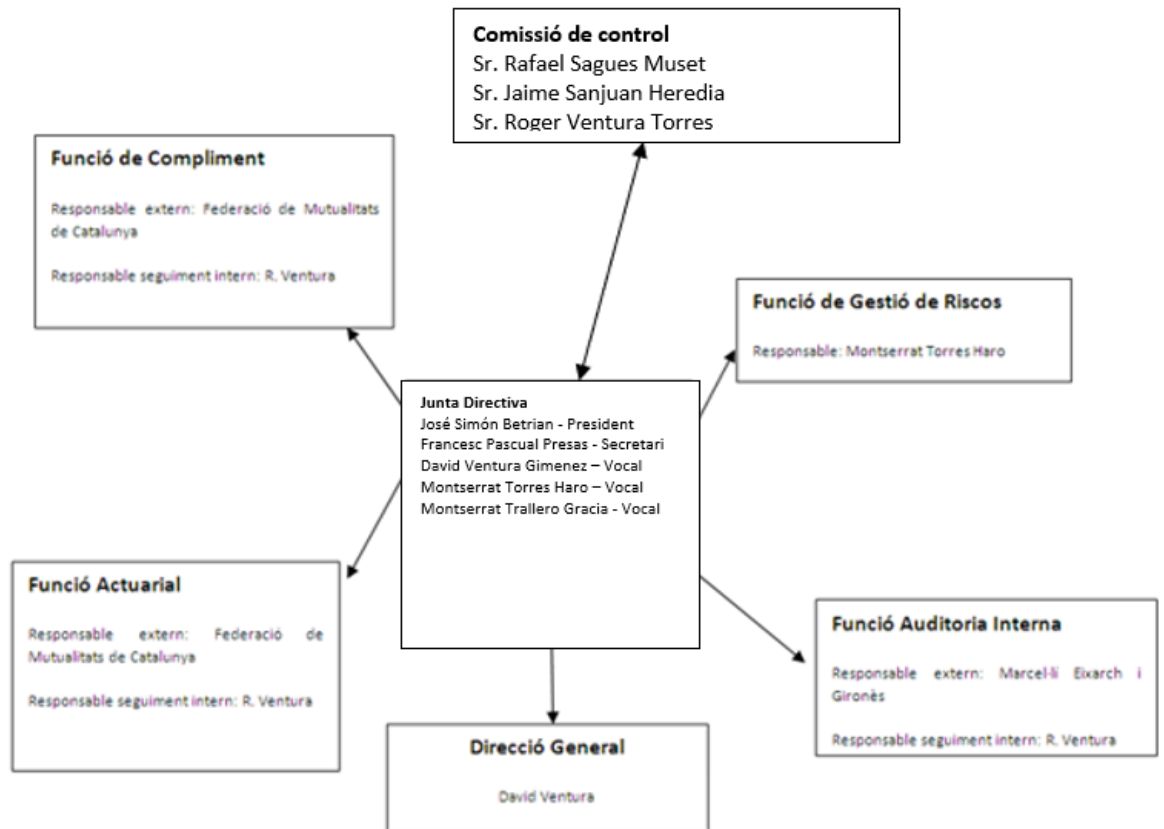 Comissió de control
Sr. Rafael Sagues Muset
Sr. Jaime Sanjuan Heredia
Sr. Roger Ventura Torres
Funció de Compliment
Responsable extern: Federació de Mutualitats
de Catalunya
Responsable seguiment intern: R. Ventura
Funció de Gestió de Riscos
Responsable: Montserrat Torres Haro
Junta Directiva
José Simón Betrian - President
Francesc Pascual Presas - Secretari
David Ventura Gimenez – Vocal
Montserrat Torres Haro – Vocal
Montserrat Trallero Gracia - Vocal
Funció Actuarial
Responsable extern: Federació de
Mutualitats de Catalunya
Responsable seguiment intern: R. Ventura
Funció Auditoria Interna
Responsable extern: Marcel·lí Eixarch i
Gironès
Responsable seguiment intern: R. Ventura
Direcció General
David Ventura